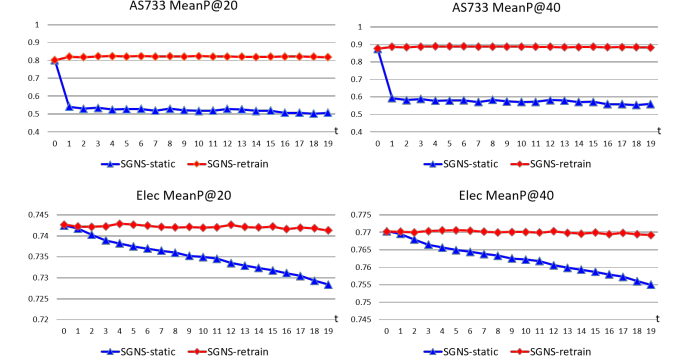 AS733 MeanP@20
1
0.9
0.8
0.7
0.6
0.5
0.4
0 1 2 3 4 5 6 7 8 9 10 11 12 13 14 15 16 17 18 19 t
SGNS-static SGNS-retrain
AS733 MeanP@40
1
0.9
0.8
0.7
0.6
0.5
0.4
0 1 2 3 4 5 6 7 8 9 10 11 12 13 14 15 16 17 18 19 t
SGNS-static SGNS-retrain
Elec MeanP@20
0.745
0.74
0.735
0.73
0.725
0.72
0 1 2 3 4 5 6 7 8 9 10 11 12 13 14 15 16 17 18 19 t
SGNS-static SGNS-retrain
Elec MeanP@40
0.775
0.77
0.765
0.76
0.755
0.75
0.745
0 1 2 3 4 5 6 7 8 9 10 11 12 13 14 15 16 17 18 19 t
SGNS-static SGNS-retrain